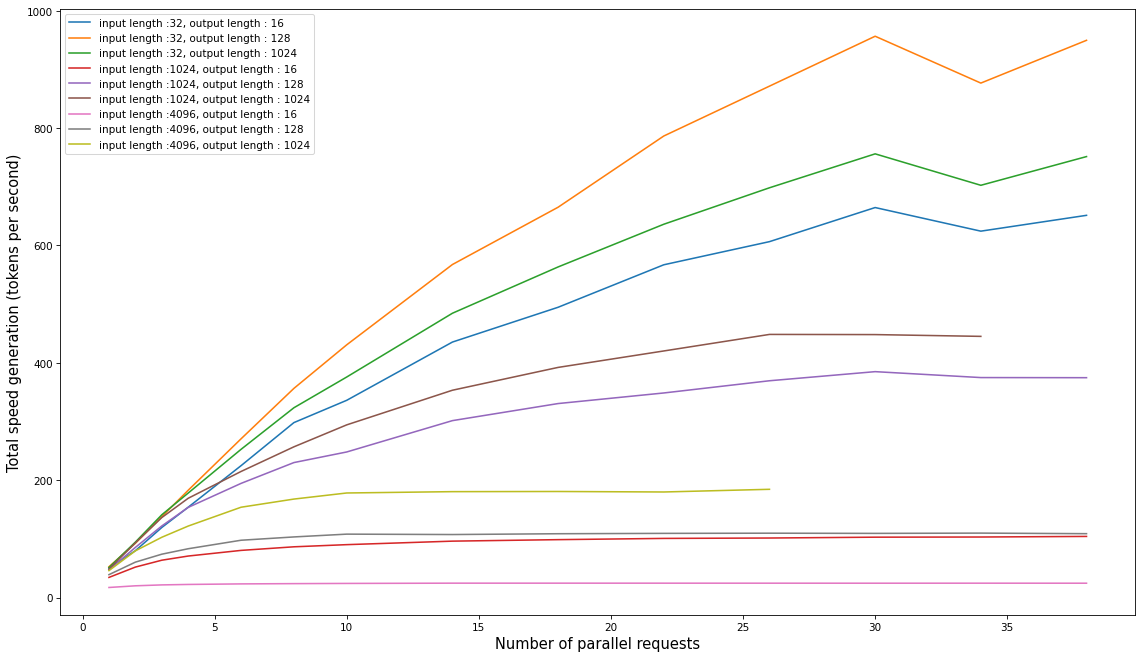 1000
800
600
400
200
0
Total speed generation (tokens per second)
input length :32, output length : 16
input length :32, output length : 128
input length :32, output length : 1024
input length :1024, output length : 16
input length :1024, output length : 128
input length :1024, output length : 1024
input length :4096, output length : 16
input length :4096, output length : 128
input length :4096, output length : 1024
0 5 10 15 20 25 30 35
Number of parallel requests